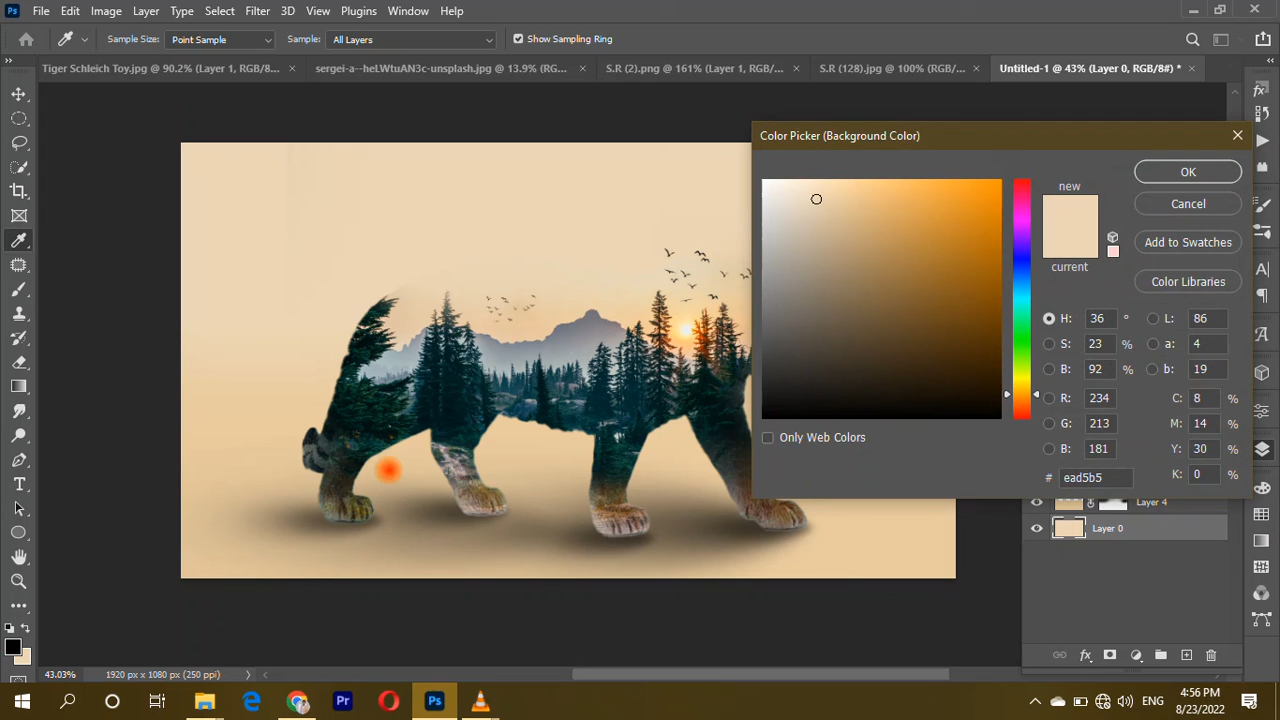 Ps File Edit Image Layer Type Select Filter 3D View Plugins Window Help
Sample Size: Point Sample Sample: All Layers Show Sampling Ring
Tiger Schleich Toy.jpg @ 90.2% (Layer 1, RGB/8... × sergei-a--heLWtuAN3c-unsplash.jpg @ 13.9% (RG... × S.R (2).png @ 161% (Layer 1, RGB/... × S.R (128).jpg @ 100% (RGB/... × Untitled-1 @ 43% (Layer 0, RGB/8#) * ×
Color Picker (Background Color)
new
OK
Cancel
Add to Swatches
current
Color Libraries
H: 36 ° L: 86
S: 23 % a: 4
B: 92 % b: 19
R: 234 C: 8 %
G: 213 M: 14 %
B: 181 Y: 30 %
# ead5b5 K: 0 %
Only Web Colors
Layer 4
Layer 0
43.03% 1920 px x 1080 px (250 ppi)
Pr Ps ENG 4:56 PM
8/23/2022